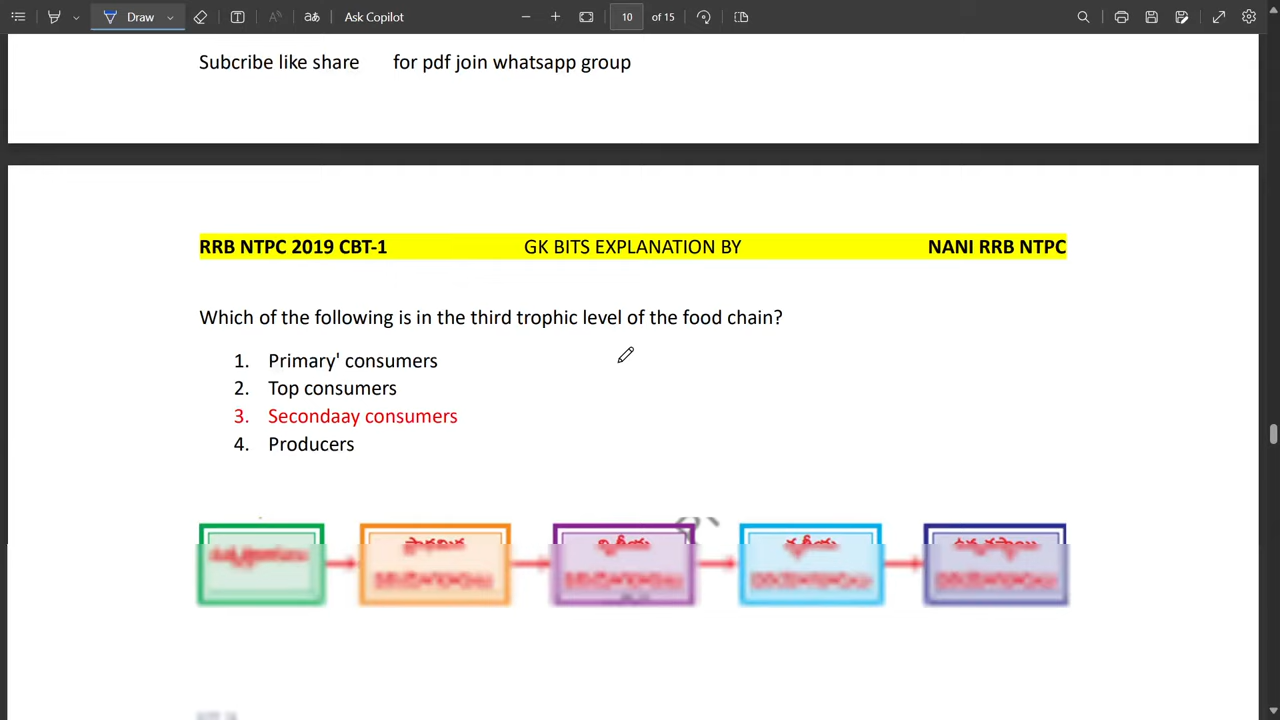 Draw
Ask Copilot
10 of 15
Subcribe like share for pdf join whatsapp group
RRB NTPC 2019 CBT-1 GK BITS EXPLANATION BY NANI RRB NTPC
Which of the following is in the third trophic level of the food chain?
1. Primary' consumers
2. Top consumers
3. Secondaay consumers
4. Producers